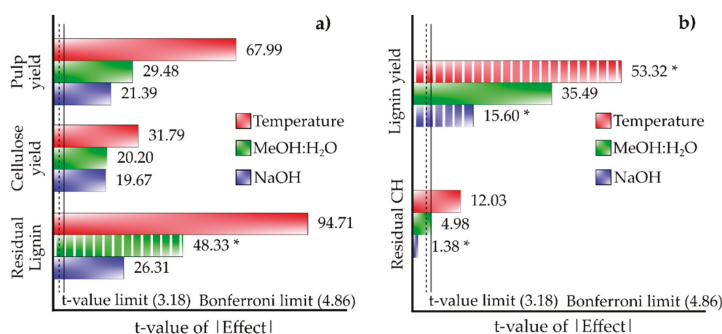 a)
Pulp yield
67.99
29.48
21.39
Cellulose yield
31.79
20.20
19.67
Residual Lignin
94.71
48.33 *
26.31
Temperature
MeOH:H₂O
NaOH
t-value limit (3.18) Bonferroni limit (4.86)
t-value of |Effect|
b)
Lignin yield
53.32 *
35.49
15.60 *
Temperature
MeOH:H₂O
NaOH
Residual CH
12.03
4.98
1.38 *
t-value limit (3.18) Bonferroni limit (4.86)
t-value of |Effect|